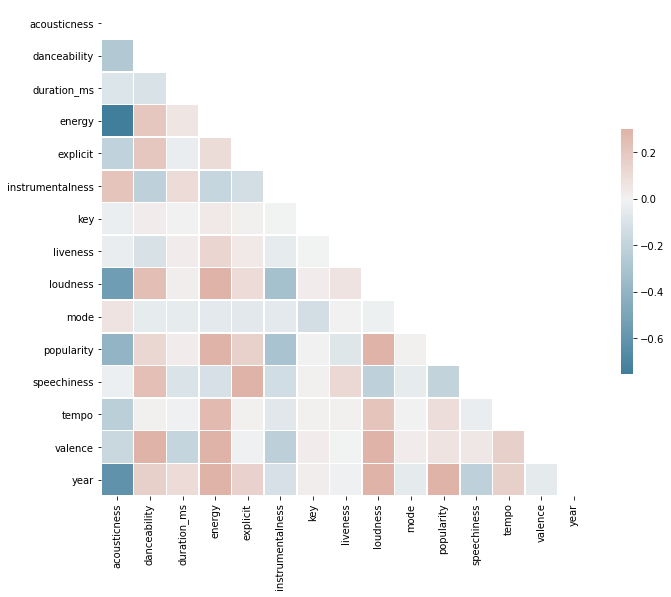 acousticness
danceability
duration_ms
energy
explicit
instrumentalness
key
liveness
loudness
mode
popularity
speechiness
tempo
valence
year
0.2
0.0
−0.2
−0.4
−0.6
acousticness
danceability
duration_ms
energy
explicit
instrumentalness
key
liveness
loudness
mode
popularity
speechiness
tempo
valence
year